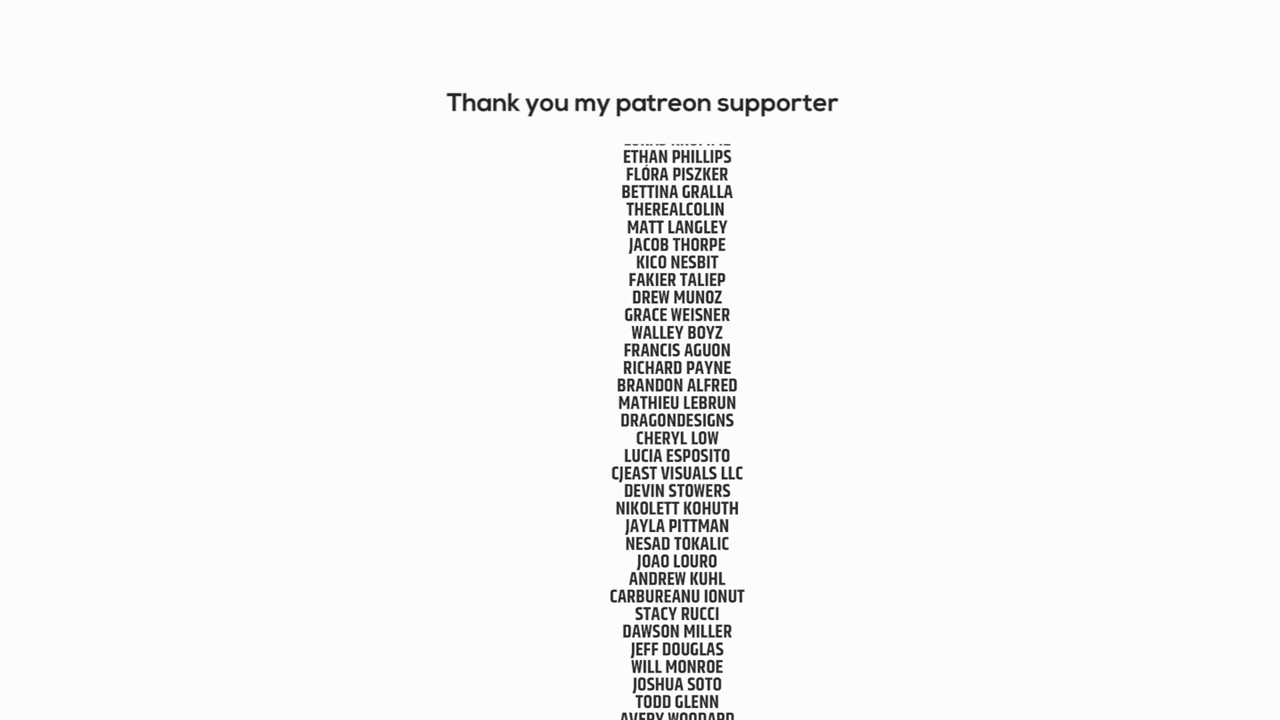 Thank you my patreon supporter
ETHAN PHILLIPS
FLÓRA PISZKER
BETTINA GRALLA
THEREALCOLIN
MATT LANGLEY
JACOB THORPE
KICO NESBIT
FAKIER TALIEP
DREW MUNOZ
GRACE WEISNER
WALLEY BOYZ
FRANCIS AGUON
RICHARD PAYNE
BRANDON ALFRED
MATHIEU LEBRUN
DRAGONDESIGNS
CHERYL LOW
LUCIA ESPOSITO
CJEAST VISUALS LLC
DEVIN STOWERS
NIKOLETT KOHUTH
JAYLA PITTMAN
NESAD TOKALIC
JOAO LOURO
ANDREW KUHL
CARBUREANU IONUT
STACY RUCCI
DAWSON MILLER
JEFF DOUGLAS
WILL MONROE
JOSHUA SOTO
TODD GLENN
AVERY WOODARD